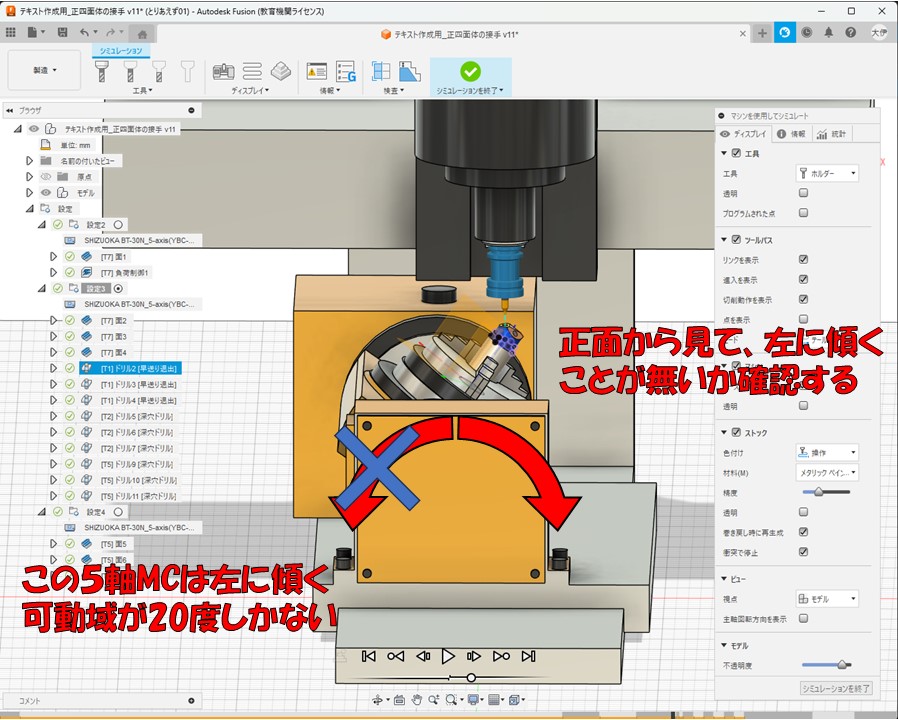 テキスト作成用_正四面体の接手 v11* (とりあえず01) - Autodesk Fusion (教育機関ライセンス)
テキスト作成用_正四面体の接手 v11*
大伊
シミュレーション
製造
工具
ディスプレイ
情報
検査
シミュレーションを終了
ブラウザ
テキスト作成用_正四面体の接手 v11
単位: mm
名前の付いたビュー
原点
モデル
設定
設定2
SHIZUOKA BT-30N_5-axis(YBC-...
[T7] 面1
[T7] 負荷制御1
設定3
SHIZUOKA BT-30N_5-axis(YBC-...
[T7] 面2
[T7] 面3
[T7] 面4
[T1] ドリル2 [早送り退出]
[T1] ドリル3 [早送り退出]
[T1] ドリル4 [早送り退出]
[T2] ドリル5 [深穴ドリル]
[T2] ドリル6 [深穴ドリル]
[T2] ドリル7 [深穴ドリル]
[T5] ドリル9 [深穴ドリル]
[T5] ドリル10 [深穴ドリル]
[T5] ドリル11 [深穴ドリル]
設定4
SHIZUOKA BT-30N_5-axis(YBC-...
[T5] 面5
[T5] 面6
この5軸MCは左に傾く
可動域が20度しかない
正面から見て、左に傾く
ことが無いか確認する
マシンを使用してシミュレート
ディスプレイ
情報
統計
工具
工具
ホルダー
透明
プログラムされた点
ツールパス
リンクを表示
進入を表示
切削動作を表示
点を表示
透明
ストック
色付け
操作
材料(M)
メタリック ペイン...
精度
透明
巻き戻し時に再生成
衝突で停止
ビュー
視点
モデル
主軸回転方向を表示
モデル
不透明度
シミュレーションを終了
コメント